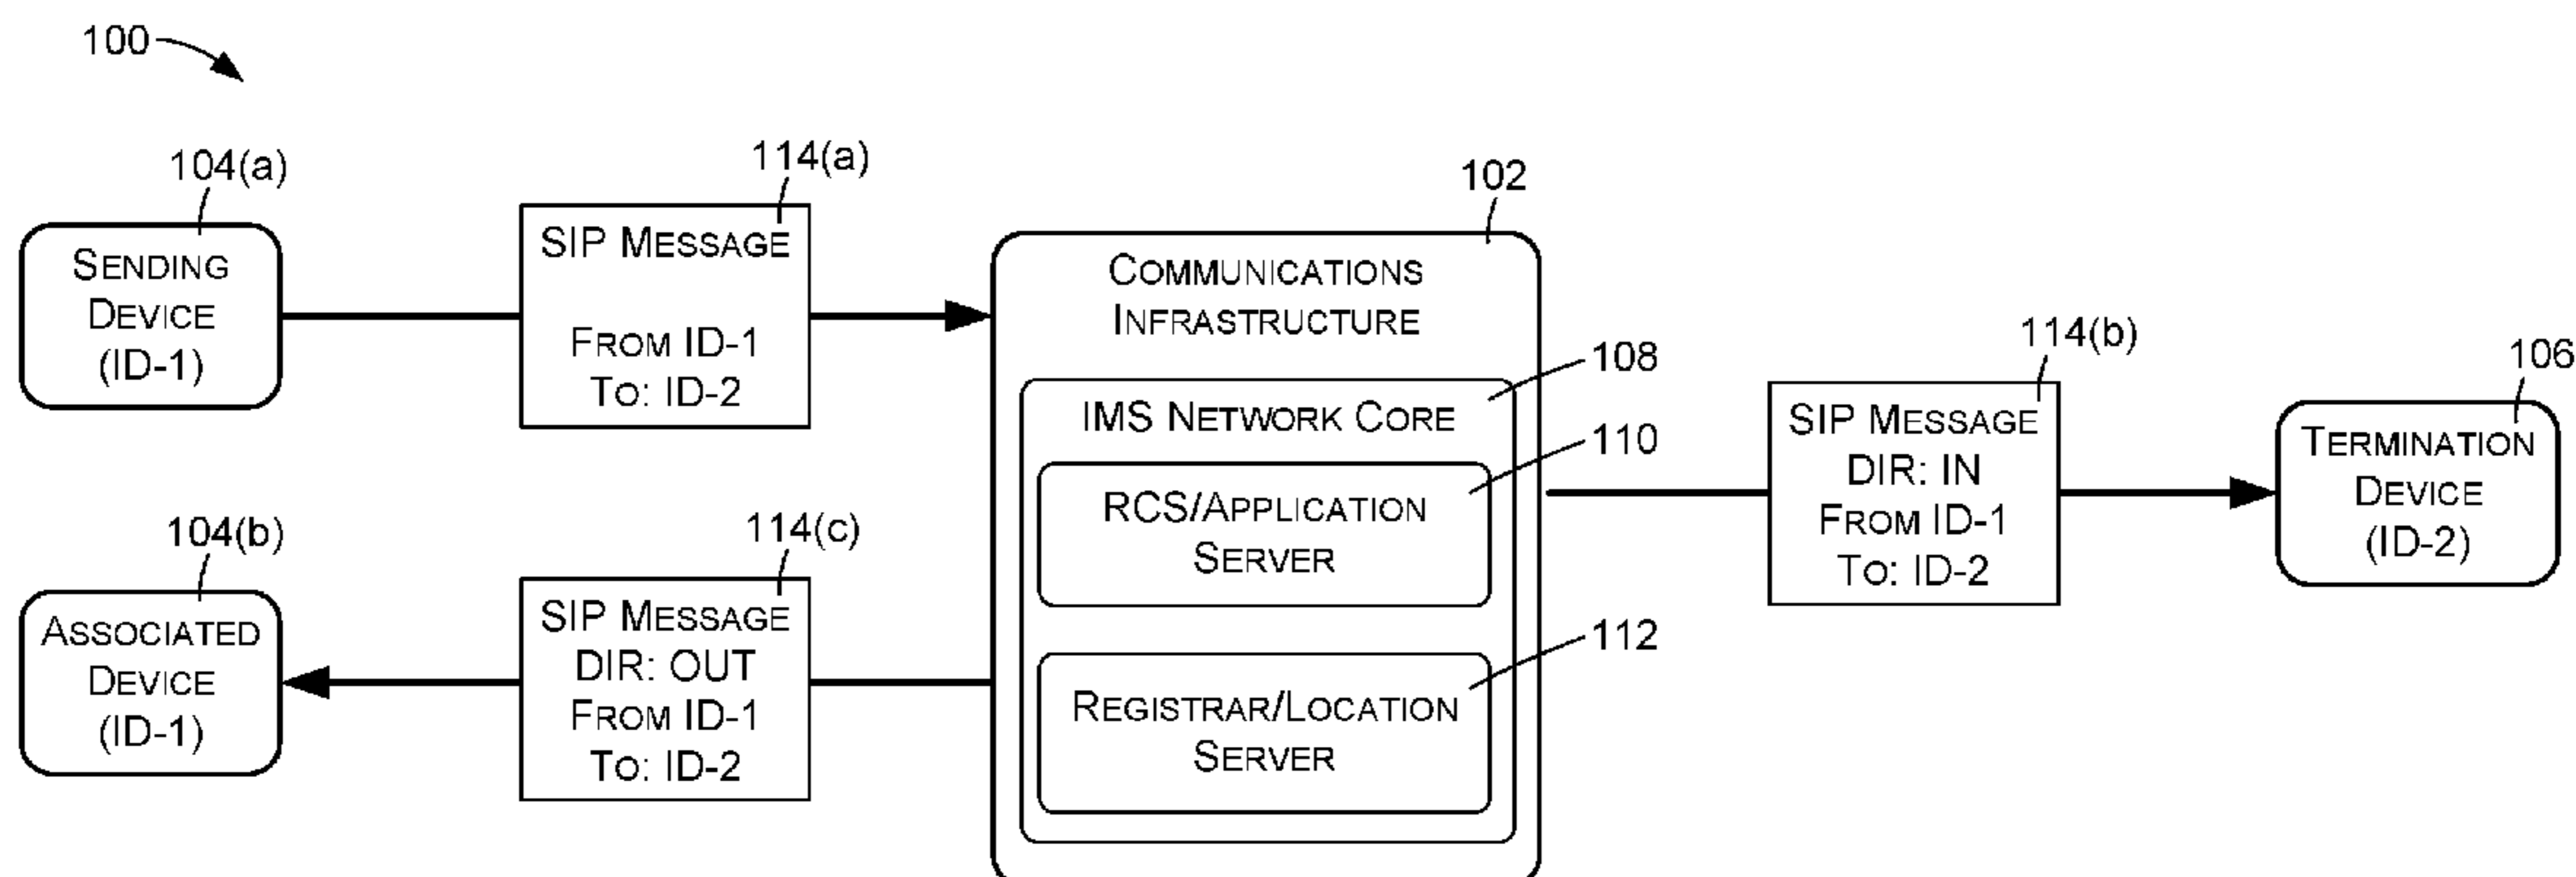 100
104(a)
SENDING
DEVICE
(ID-1)
114(a)
SIP MESSAGE
FROM ID-1
TO: ID-2
104(b)
ASSOCIATED
DEVICE
(ID-1)
114(c)
SIP MESSAGE
DIR: OUT
FROM ID-1
TO: ID-2
102
COMMUNICATIONS
INFRASTRUCTURE
108
IMS NETWORK CORE
110
RCS/APPLICATION
SERVER
112
REGISTRAR/LOCATION
SERVER
114(b)
SIP MESSAGE
DIR: IN
FROM ID-1
TO: ID-2
106
TERMINATION
DEVICE
(ID-2)